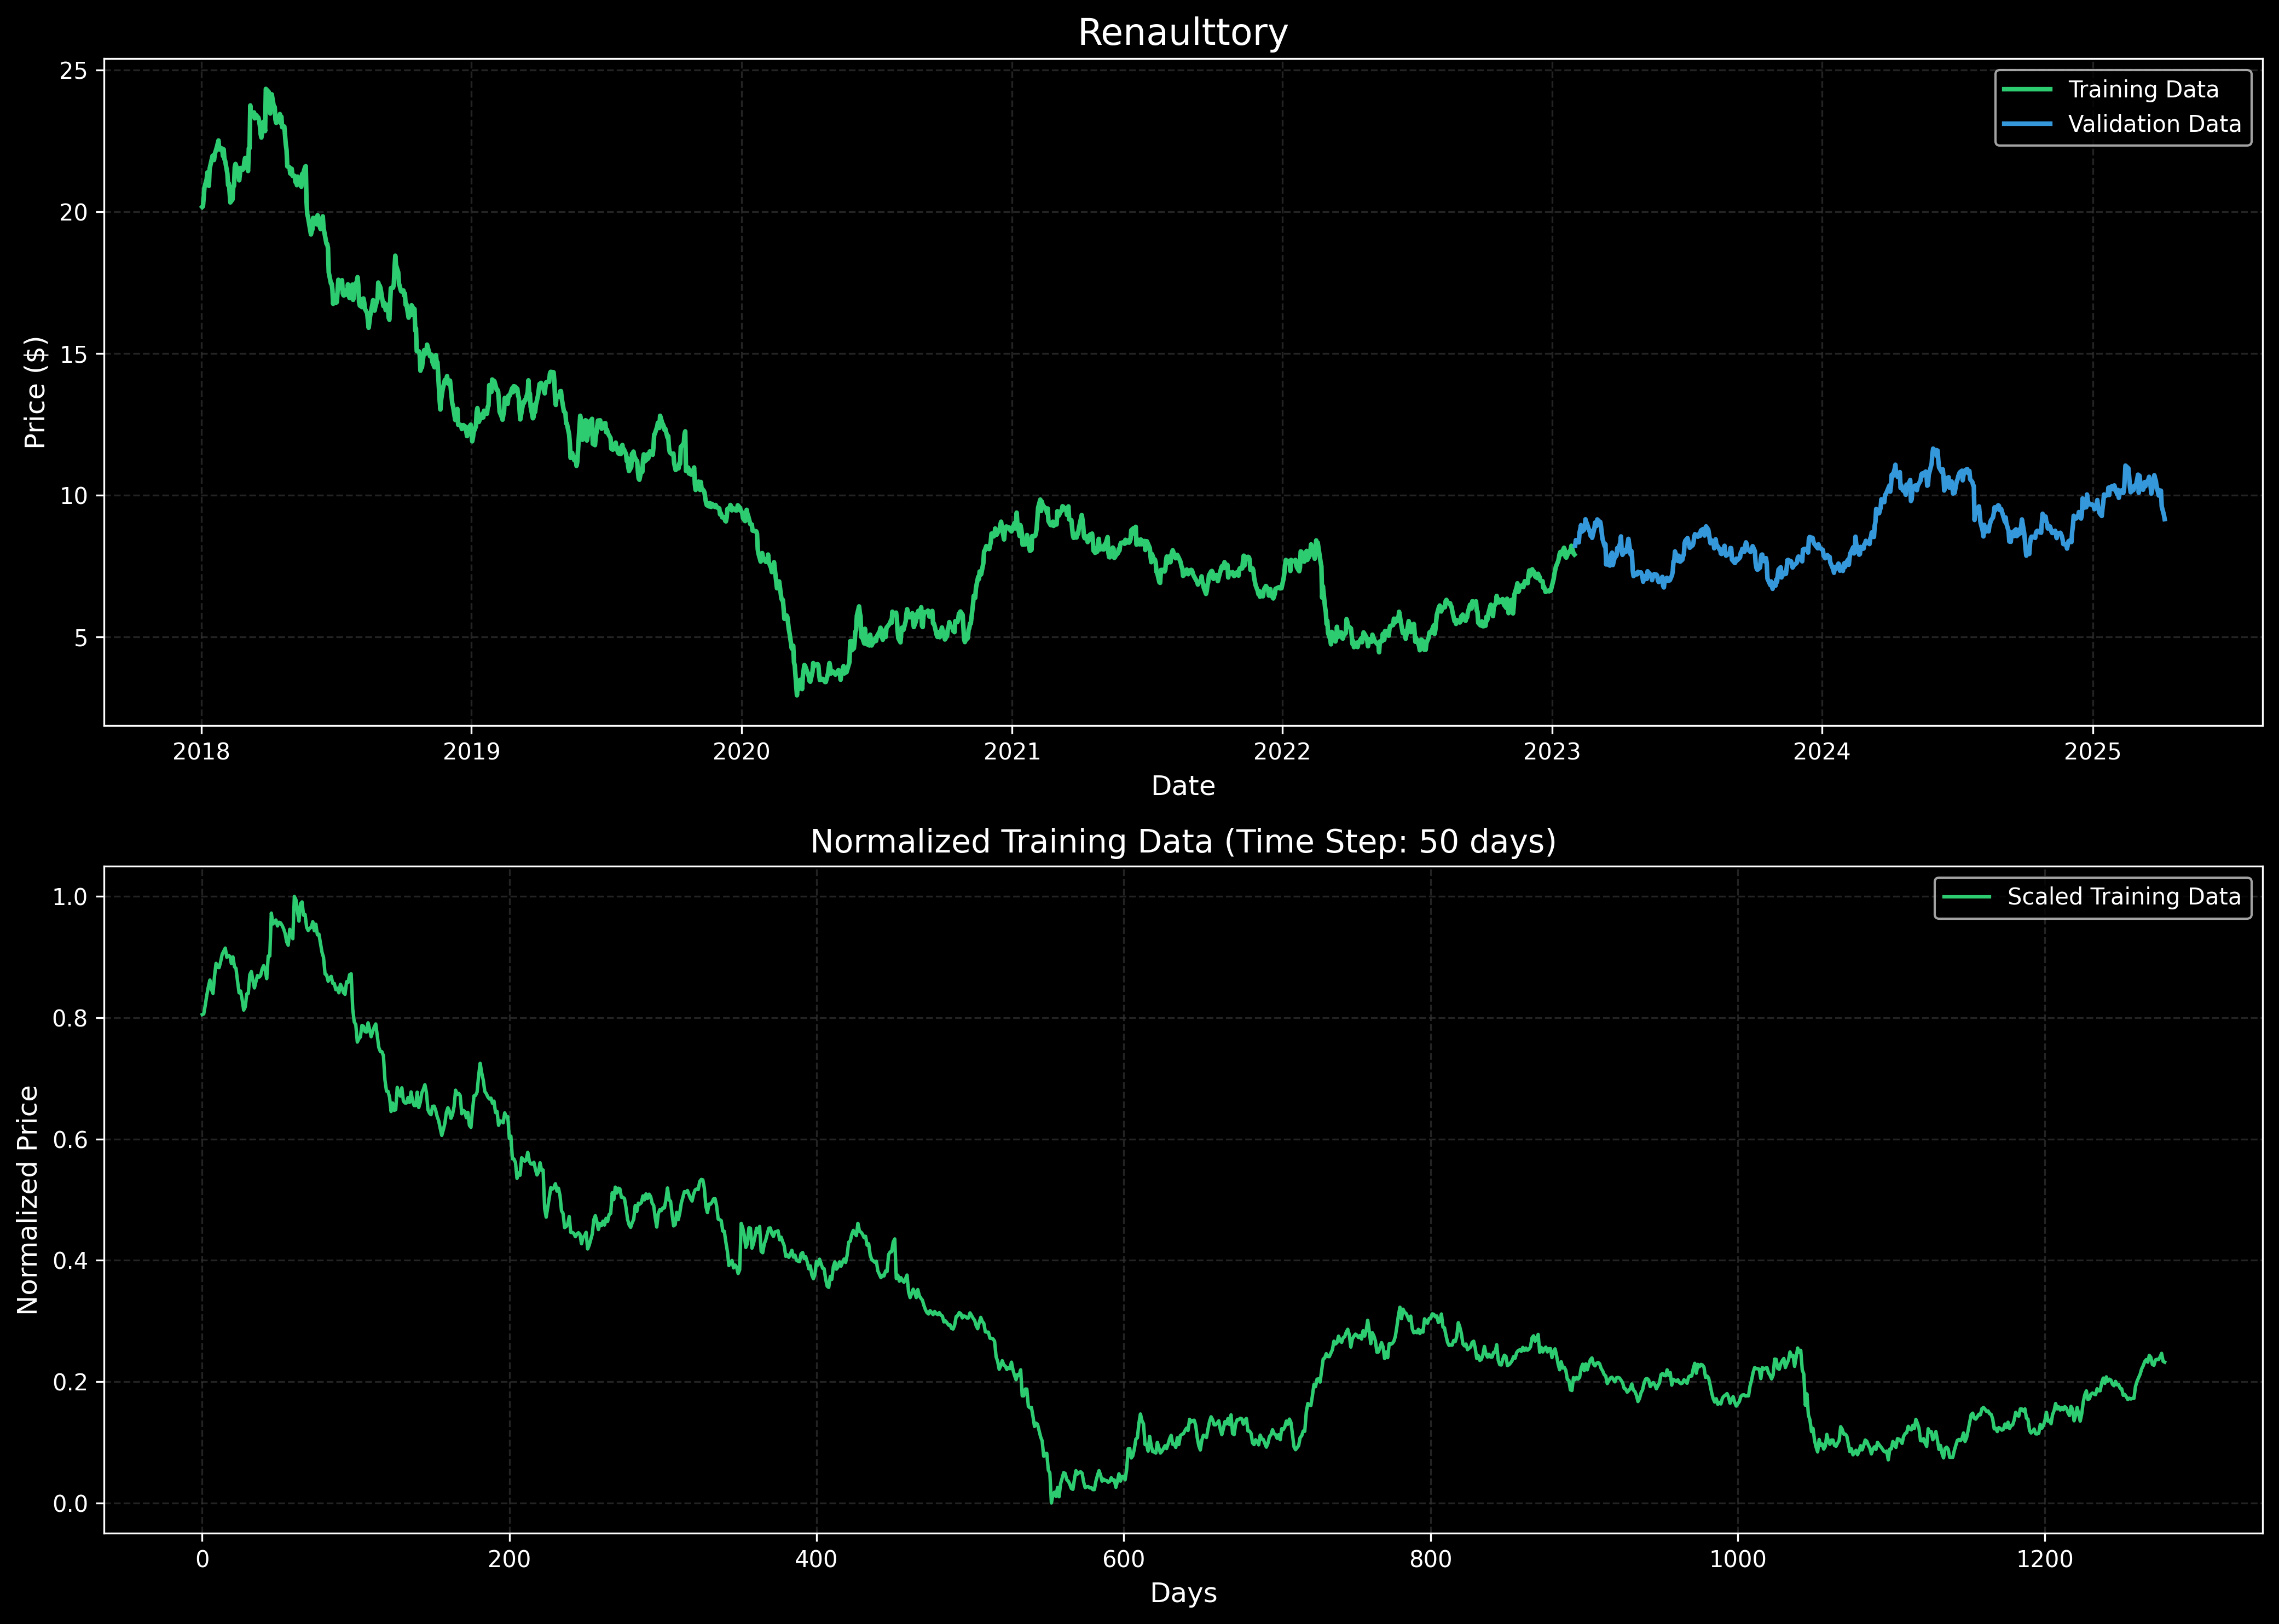 Renaulttory
25
20
15
10
5
Price ($)
Training Data
Validation Data
2018 2019 2020 2021 2022 2023 2024 2025
Date
Normalized Training Data (Time Step: 50 days)
1.0
0.8
0.6
0.4
0.2
0.0
Normalized Price
Scaled Training Data
0 200 400 600 800 1000 1200
Days